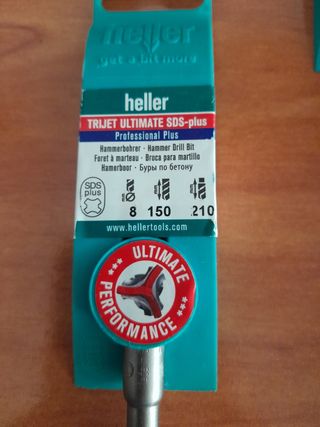 heller
get a bit more
heller
TRIJET ULTIMATE SDS-plus
Professional Plus
Hammerbohrer · Hammer Drill Bit
Foret à marteau · Broca para martillo
Hamerboor · Буры по бетону
SDS
plus
8 150 210
www.hellertools.com
ULTIMATE
PERFORMANCE